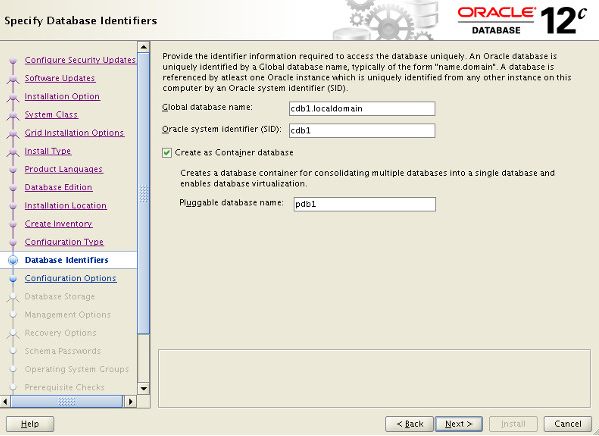 Specify Database Identifiers
ORACLE®
DATABASE
12c
Configure Security Updates
Software Updates
Installation Option
System Class
Grid Installation Options
Install Type
Product Languages
Database Edition
Installation Location
Create Inventory
Configuration Type
Database Identifiers
Configuration Options
Database Storage
Management Options
Recovery Options
Schema Passwords
Operating System Groups
Prerequisite Checks
Provide the identifier information required to access the database uniquely. An Oracle database is
uniquely identified by a Global database name, typically of the form "name.domain". A database is
referenced by atleast one Oracle instance which is uniquely identified from any other instance on this
computer by an Oracle system identifier (SID).
Global database name: cdb1.localdomain
Oracle system identifier (SID): cdb1
Create as Container database
Creates a database container for consolidating multiple databases into a single database and
enables database virtualization.
Pluggable database name: pdb1
Help
< Back
Next >
Install
Cancel